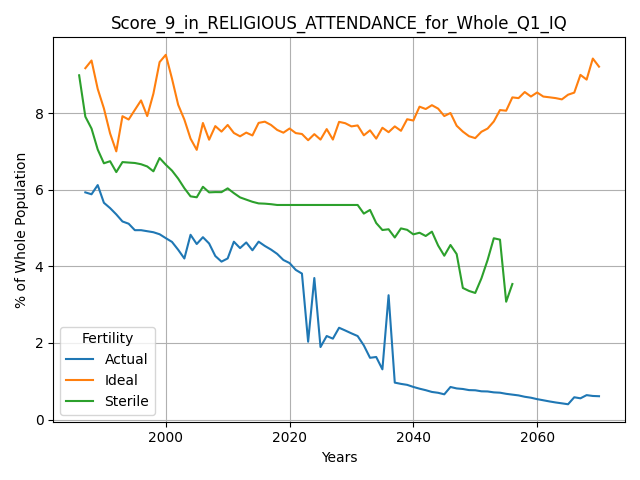 Score_9_in_RELIGIOUS_ATTENDANCE_for_Whole_Q1_IQ
% of Whole Population
8
6
4
2
0
Fertility
Actual
Ideal
Sterile
2000
2020
2040
2060
Years